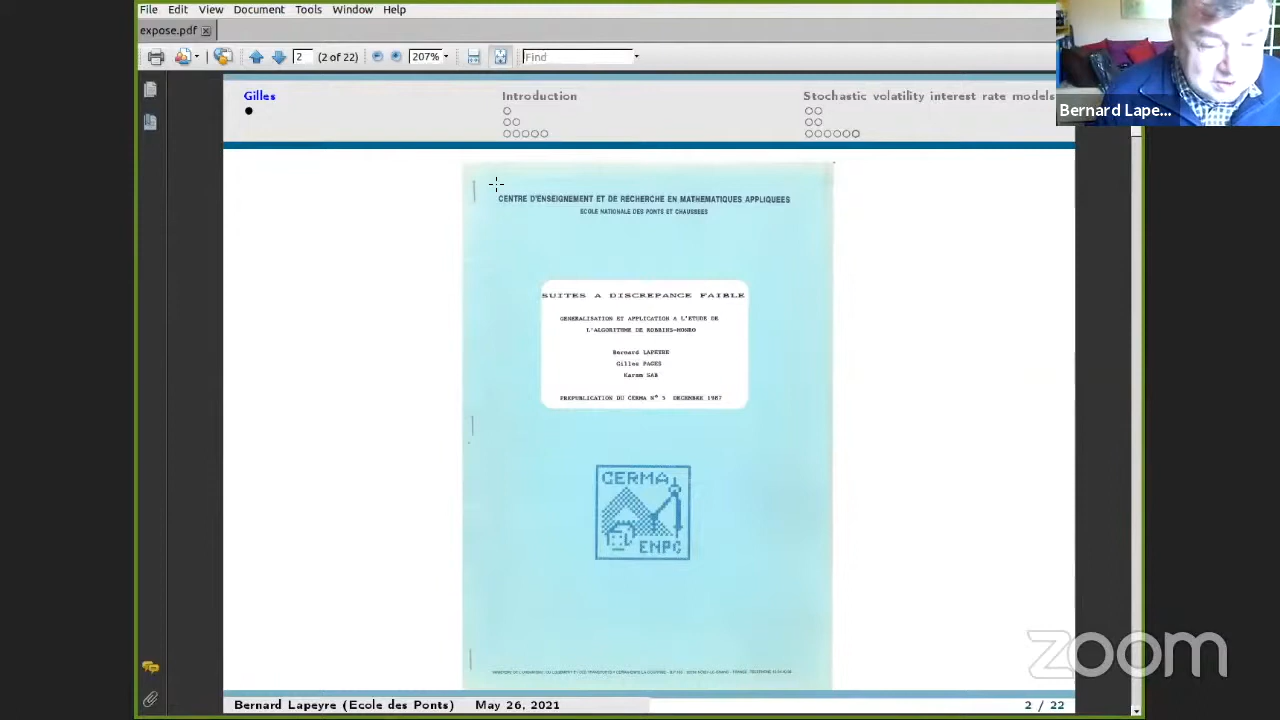 File Edit View Document Tools Window Help
expose.pdf
2 (2 of 22) 207% Find
Bernard Lape...
Gilles Introduction Stochastic volatility interest rate models
CENTRE D'ENSEIGNEMENT ET DE RECHERCHE EN MATHEMATIQUES APPLIQUEES
ECOLE NATIONALE DES PONTS ET CHAUSSEES
SUITES A DISCREPANCE FAIBLE
GENERALISATION ET APPLICATION A L'ETUDE DE
L'ALGORITHME DE ROBBINS-MONRO
Bernard LAPEYRE
Gilles PAGES
Karam SAB
PREPUBLICATION DU CERMA N° 5 DECEMBRE 1987
CERMA
ENPC
zoom
Bernard Lapeyre (Ecole des Ponts) May 26, 2021 2 / 22